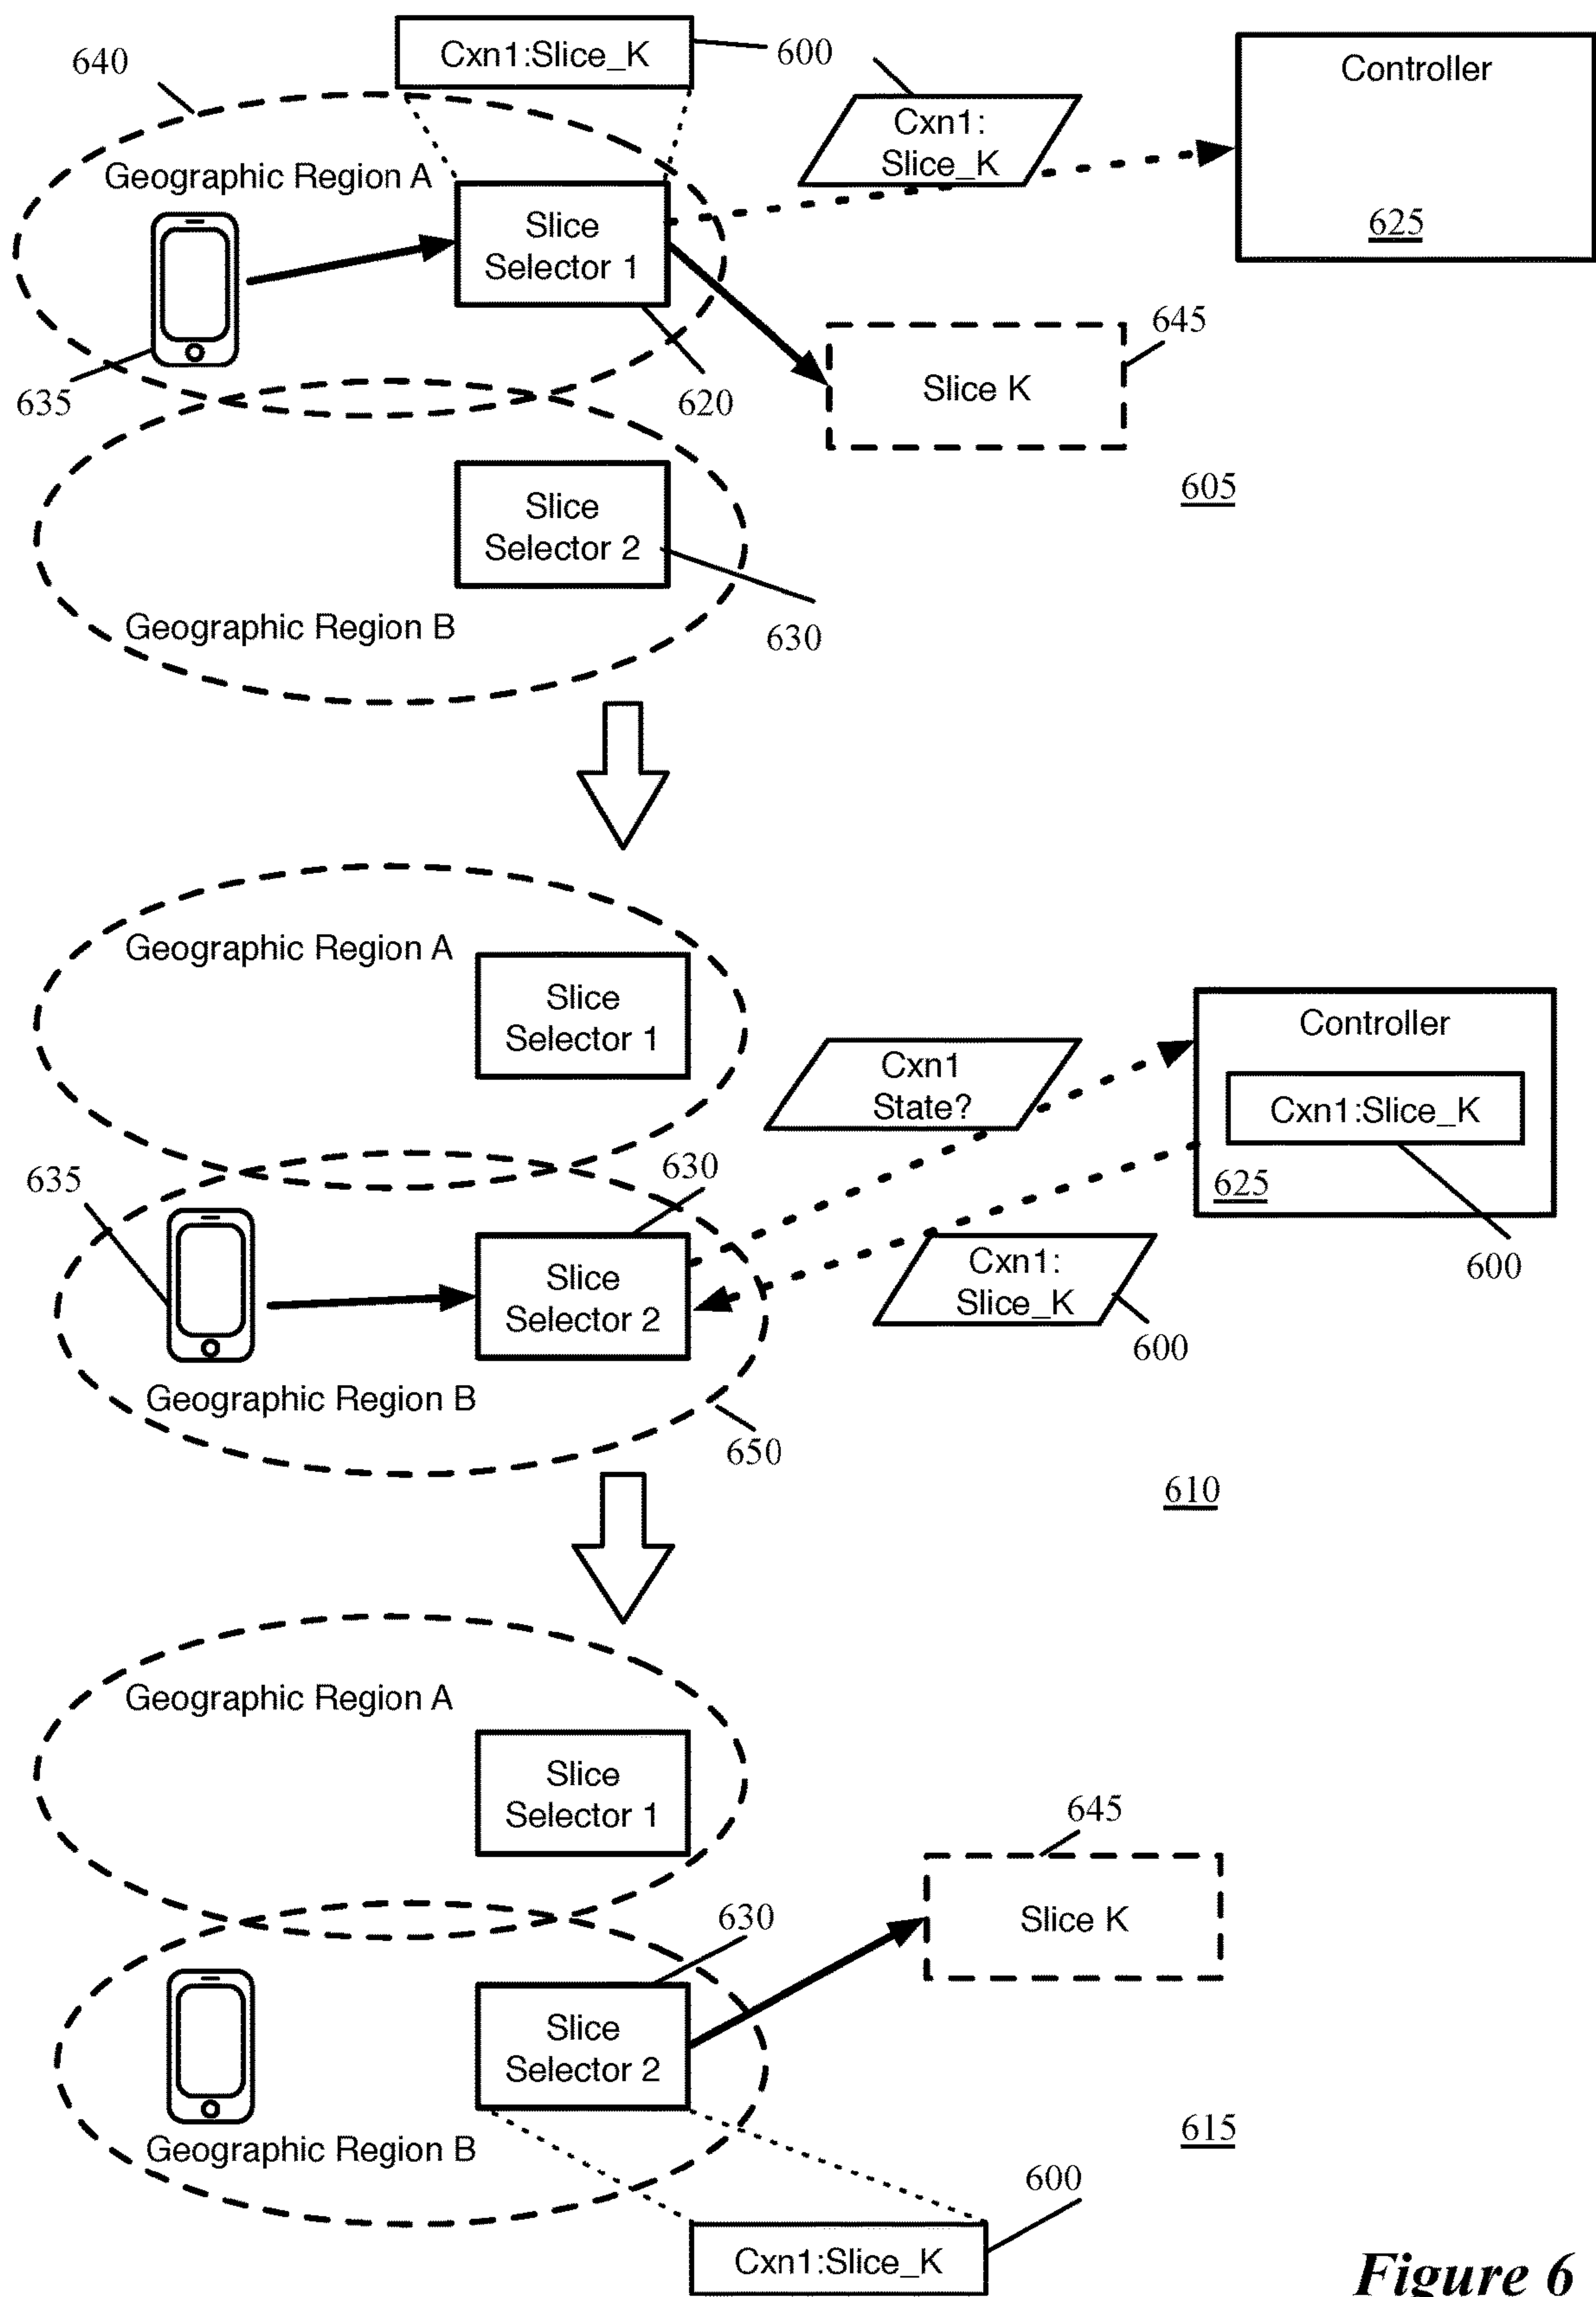 Cxn1:Slice_K
600
640
Controller
Cxn1:
Slice_K
Geographic Region A
625
Slice
Selector 1
645
635
620
Slice K
605
Slice
Selector 2
Geographic Region B
630
Geographic Region A
Slice
Selector 1
Controller
Cxn1
State?
Cxn1:Slice_K
635
630
625
Slice
Selector 2
Cxn1:
Slice_K
600
600
Geographic Region B
650
610
Geographic Region A
Slice
Selector 1
645
630
Slice K
Slice
Selector 2
615
Geographic Region B
600
Cxn1:Slice_K
Figure 6